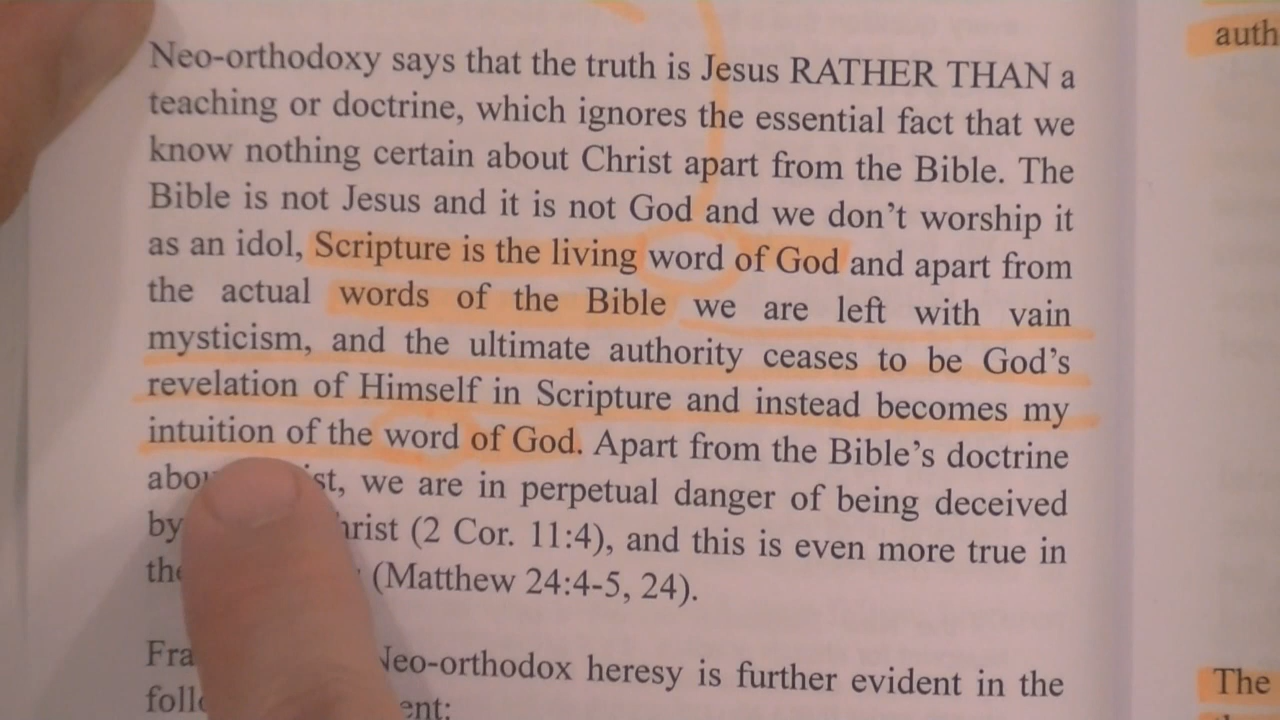 Neo-orthodoxy says that the truth is Jesus RATHER THAN a
teaching or doctrine, which ignores the essential fact that we
know nothing certain about Christ apart from the Bible. The
Bible is not Jesus and it is not God and we don't worship it
as an idol, Scripture is the living word of God and apart from
the actual words of the Bible we are left with vain
mysticism, and the ultimate authority ceases to be God's
revelation of Himself in Scripture and instead becomes my
intuition of the word of God. Apart from the Bible's doctrine
we are in perpetual danger of being deceived
by (2 Cor. 11:4), and this is even more true in
(Matthew 24:4-5, 24).
Neo-orthodox heresy is further evident in the
The